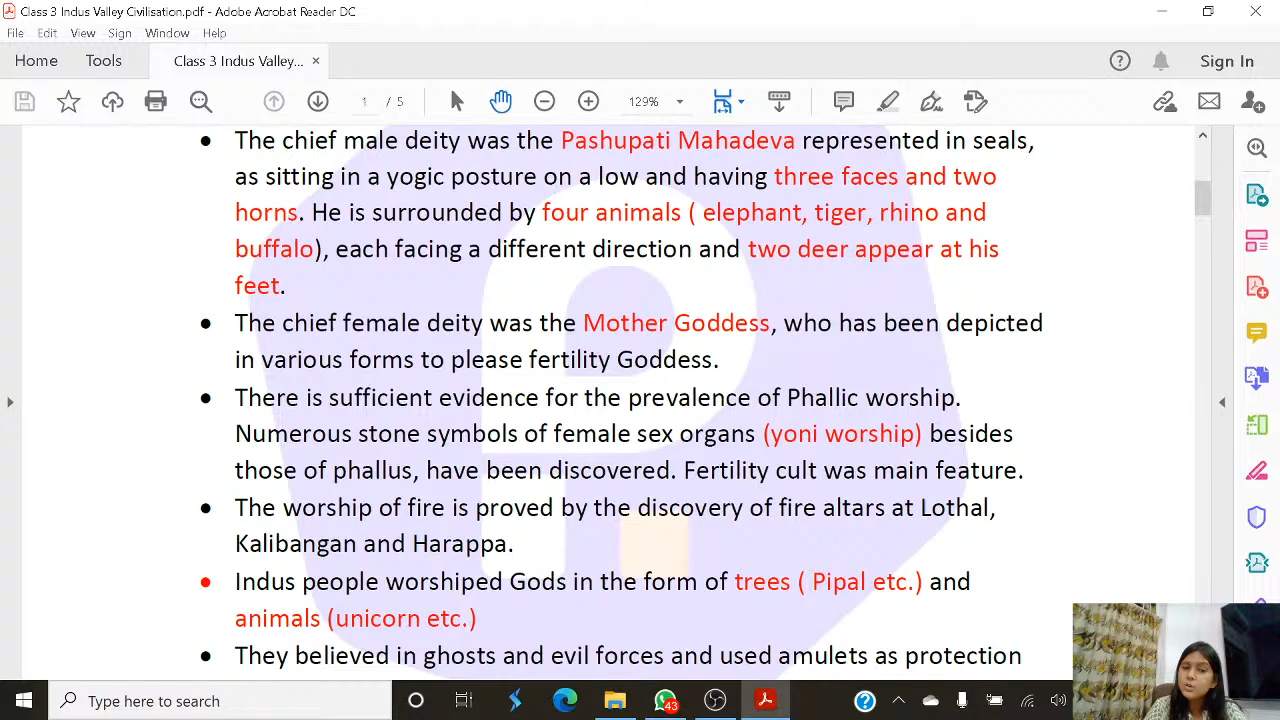 Class 3 Indus Valley Civilisation.pdf - Adobe Acrobat Reader DC
File Edit View Sign Window Help
Home Tools Class 3 Indus Valley... × Sign In
1 / 5 129%
• The chief male deity was the Pashupati Mahadeva represented in seals,
as sitting in a yogic posture on a low and having three faces and two
horns. He is surrounded by four animals ( elephant, tiger, rhino and
buffalo), each facing a different direction and two deer appear at his
feet.
• The chief female deity was the Mother Goddess, who has been depicted
in various forms to please fertility Goddess.
• There is sufficient evidence for the prevalence of Phallic worship.
Numerous stone symbols of female sex organs (yoni worship) besides
those of phallus, have been discovered. Fertility cult was main feature.
• The worship of fire is proved by the discovery of fire altars at Lothal,
Kalibangan and Harappa.
• Indus people worshiped Gods in the form of trees ( Pipal etc.) and
animals (unicorn etc.)
• They believed in ghosts and evil forces and used amulets as protection
Type here to search 43